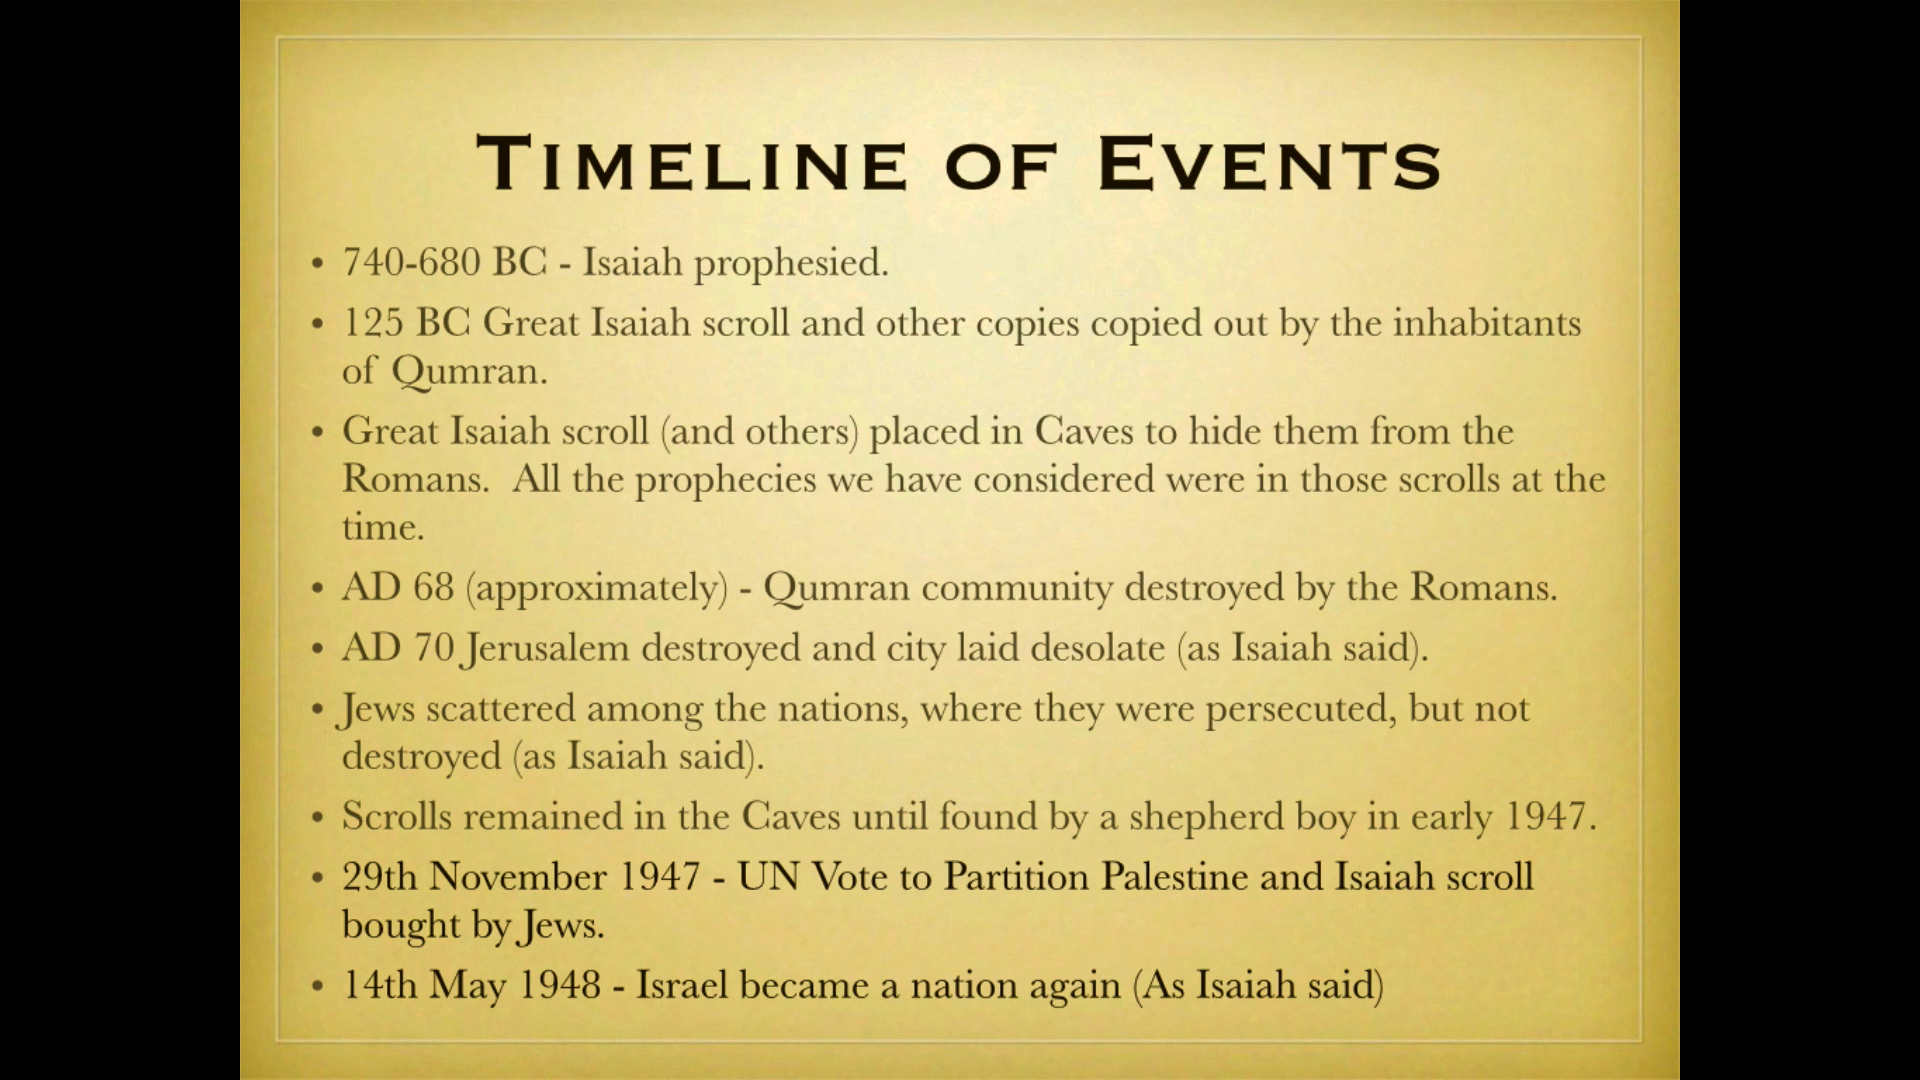 Timeline of Events
• 740-680 BC - Isaiah prophesied.
• 125 BC Great Isaiah scroll and other copies copied out by the inhabitants
of Qumran.
• Great Isaiah scroll (and others) placed in Caves to hide them from the
Romans.  All the prophecies we have considered were in those scrolls at the
time.
• AD 68 (approximately) - Qumran community destroyed by the Romans.
• AD 70 Jerusalem destroyed and city laid desolate (as Isaiah said).
• Jews scattered among the nations, where they were persecuted, but not
destroyed (as Isaiah said).
• Scrolls remained in the Caves until found by a shepherd boy in early 1947.
• 29th November 1947 - UN Vote to Partition Palestine and Isaiah scroll
bought by Jews.
• 14th May 1948 - Israel became a nation again (As Isaiah said)